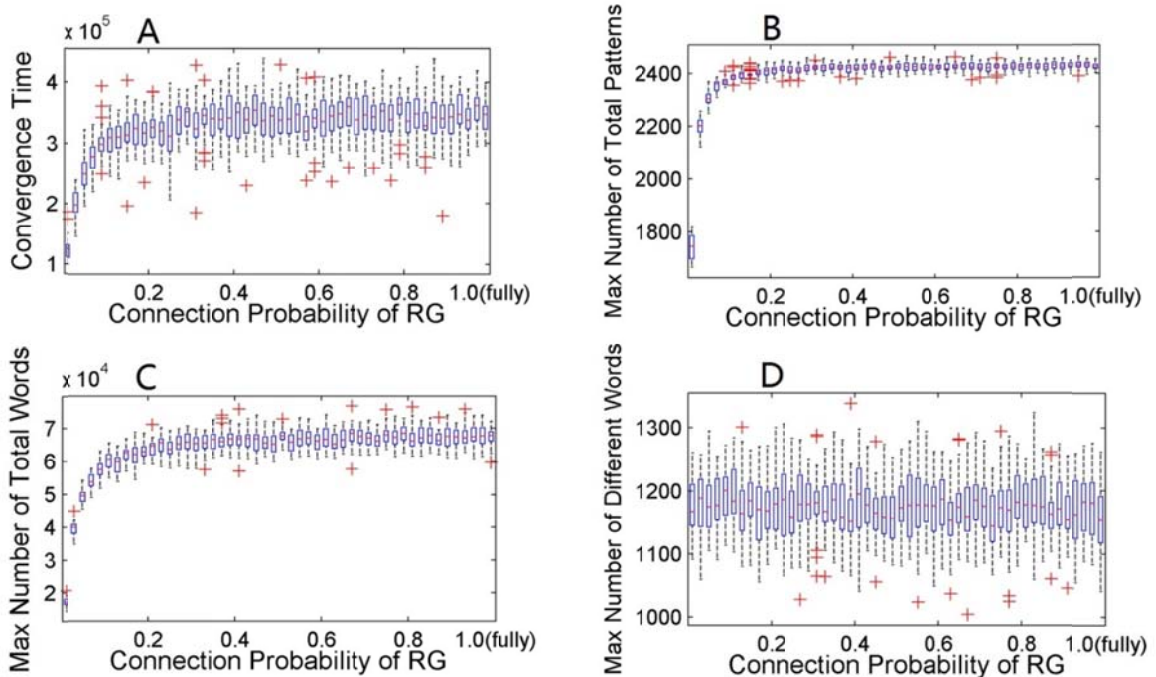 x 10⁵
A
Convergence Time
4
3
2
1
0.2 0.4 0.6 0.8 1.0(fully)
Connection Probability of RG
B
Max Number of Total Patterns
2400
2200
2000
1800
0.2 0.4 0.6 0.8 1.0(fully)
Connection Probability of RG
x 10⁴
C
Max Number of Total Words
7
6
5
4
3
2
0.2 0.4 0.6 0.8 1.0(fully)
Connection Probability of RG
D
Max Number of Different Words
1300
1200
1100
1000
0.2 0.4 0.6 0.8 1.0(fully)
Connection Probability of RG